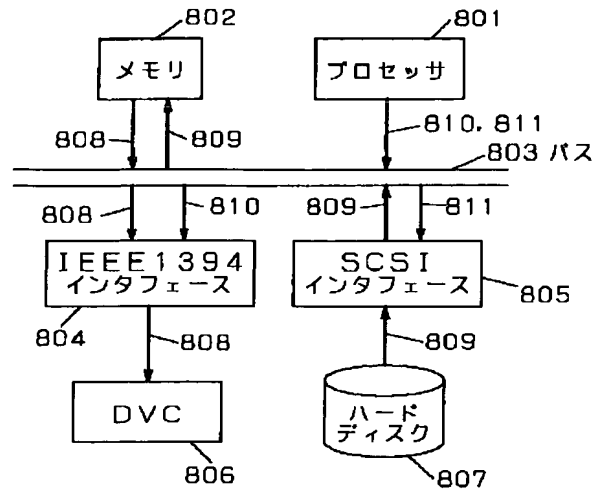 802
メモリ
801
プロセッサ
808
809
810, 811
803 バス
808
810
809
811
IEEE1394
インタフェース
804
SCSI
インタフェース
805
808
809
DVC
806
ハード
ディスク
807